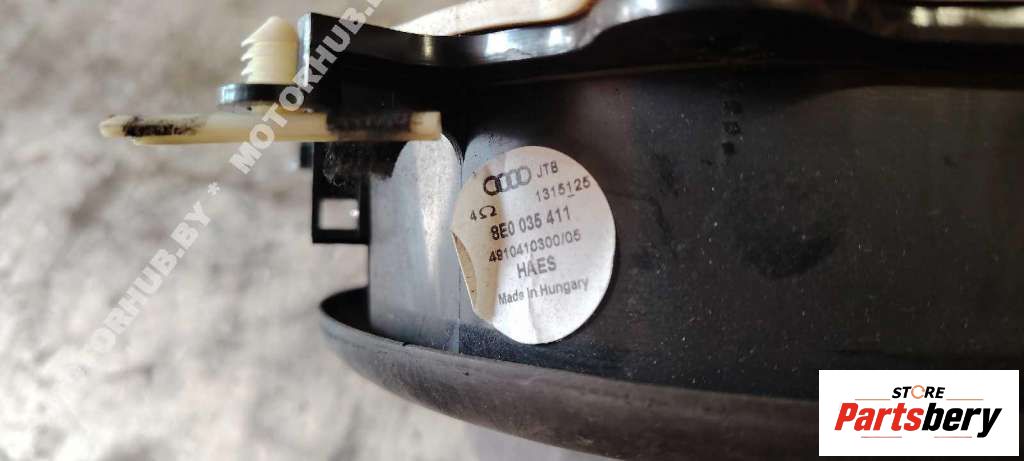 MOTORHUB.BY * MOTORHUB.BY * MOTORHUB.BY
JTB
1315125
4Ω
8E0 035 411
4810410300/05
HAES
Made in Hungary
STORE
Partsbery